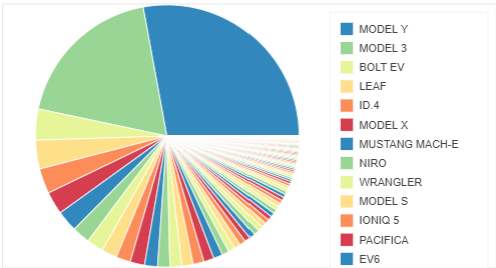 MODEL Y
MODEL 3
BOLT EV
LEAF
ID.4
MODEL X
MUSTANG MACH-E
NIRO
WRANGLER
MODEL S
IONIQ 5
PACIFICA
EV6